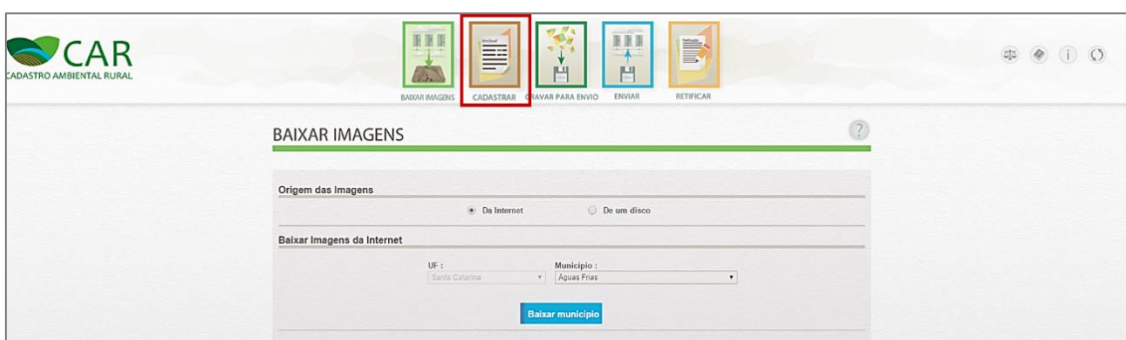 CAR
CADASTRO AMBIENTAL RURAL
BAIXAR IMAGENS CADASTRAR GRAVAR PARA ENVIO ENVIAR RETIFICAR
BAIXAR IMAGENS
?
Origem das Imagens
Da Internet De um disco
Baixar Imagens da Internet
UF : Município :
Santa Catarina Águas Frias
Baixar município